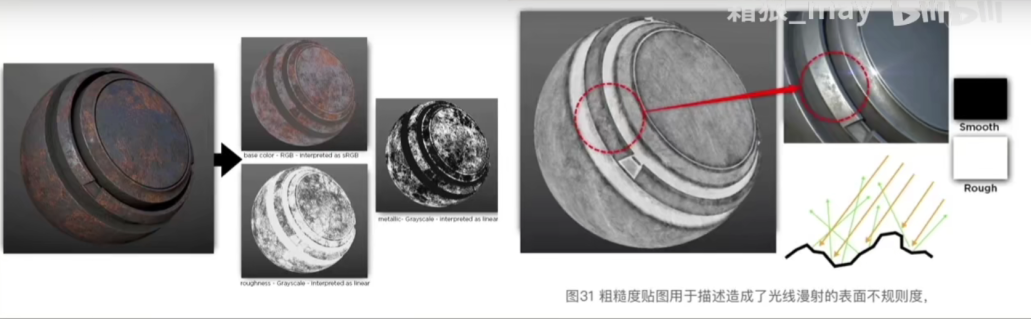 箱狼_may bilibili
base color - RGB - interpreted as sRGB
metallic- Grayscale - interpreted as linear
roughness - Grayscale - interpreted as linear
Smooth
Rough
图31 粗糙度贴图用于描述造成了光线漫射的表面不规则度，